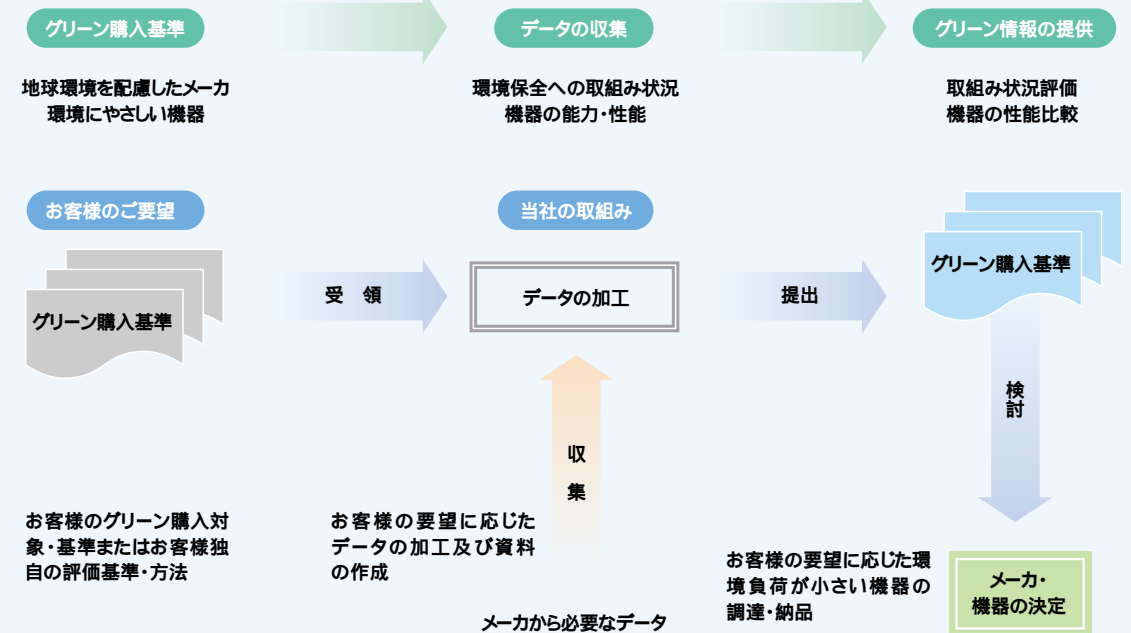 グリーン購入基準
データの収集
グリーン情報の提供
地球環境を配慮したメーカ
環境にやさしい機器
環境保全への取組み状況
機器の能力・性能
取組み状況評価
機器の性能比較
お客様のご要望
当社の取組み
グリーン購入基準
受 領
データの加工
提出
グリーン購入基準
検討
収集
お客様のグリーン購入対
象・基準またはお客様独
自の評価基準・方法
お客様の要望に応じた
データの加工及び資料
の作成
お客様の要望に応じた環
境負荷が小さい機器の
調達・納品
メーカ・
機器の決定
メーカから必要なデータ